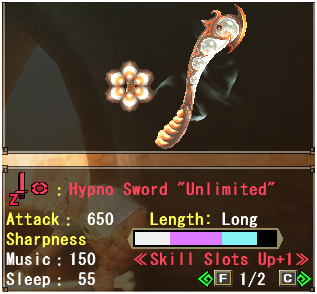 Z : Hypno Sword "Unlimited"
Attack: 650 Length: Long
Sharpness
Music: 150 ≪Skill Slots Up+1≫
Sleep: 55 F 1/2 C